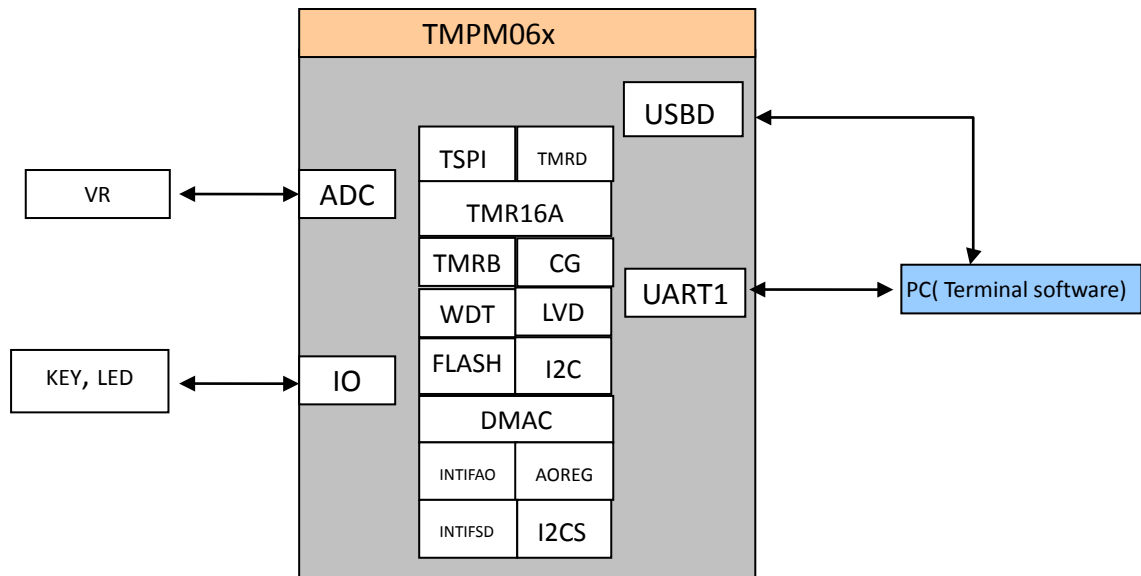 TMPM06x
USBD
TSPI
TMRD
VR
ADC
TMR16A
TMRB
CG
UART1
PC( Terminal software)
WDT
LVD
FLASH
I2C
KEY, LED
IO
DMAC
INTIFAO
AOREG
INTIFSD
I2CS